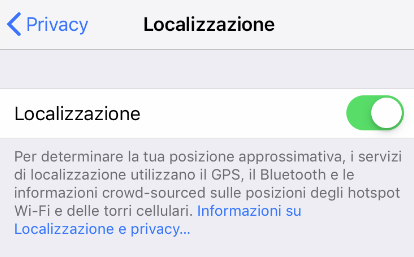 Privacy Localizzazione
Localizzazione
Per determinare la tua posizione approssimativa, i servizi
di localizzazione utilizzano il GPS, il Bluetooth e le
informazioni crowd-sourced sulle posizioni degli hotspot
Wi-Fi e delle torri cellulari. Informazioni su
Localizzazione e privacy...